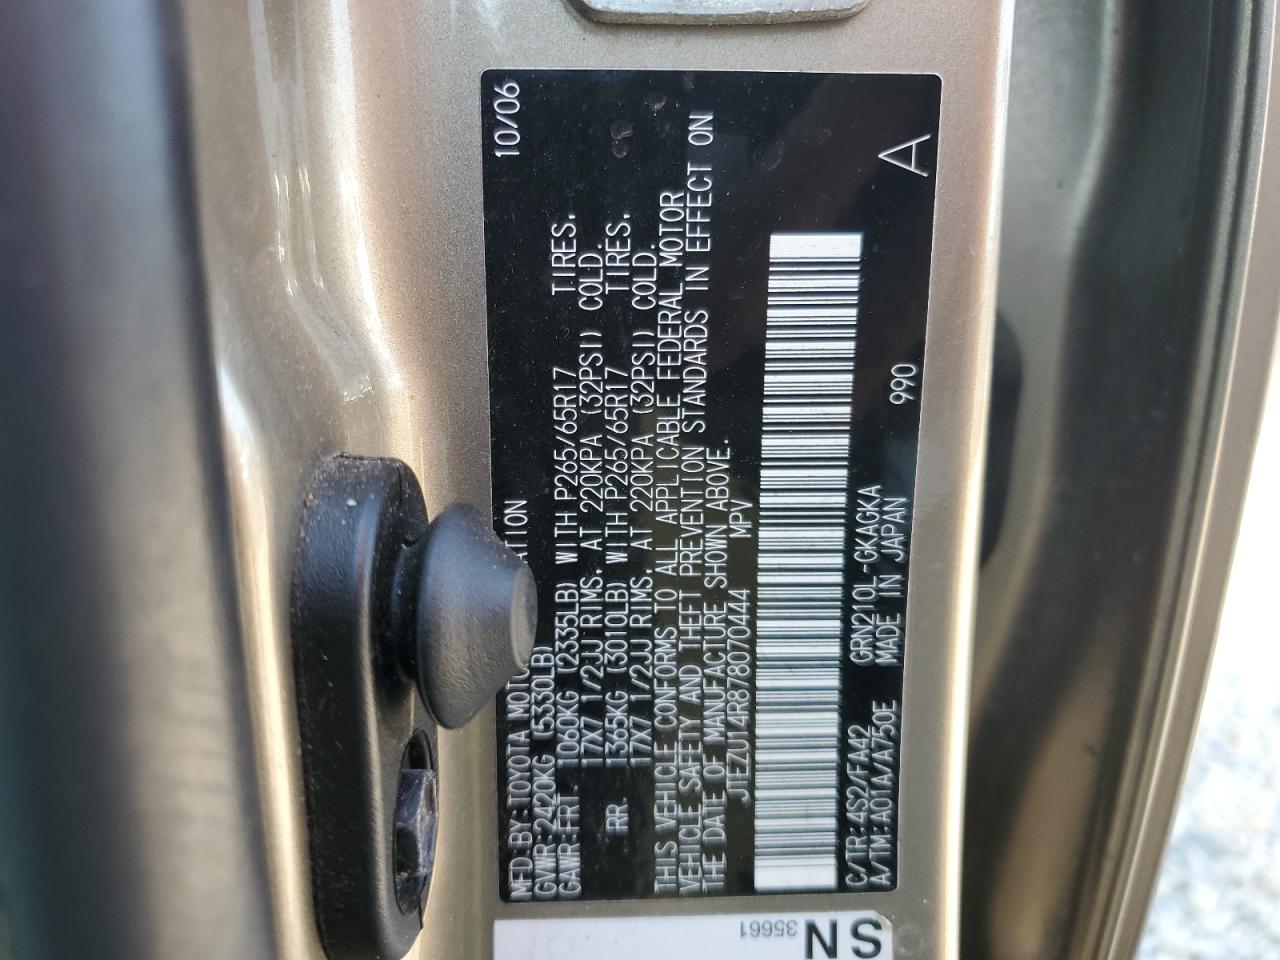 MFD.BY:TOYOTA MOTO ATION 10/06
GVWR:2420KG (5330LB)
GAWR:FRT. 1060KG (2335LB) WITH P265/65R17 TIRES.
17X7 1/2JJ RIMS, AT 220KPA (32PSI) COLD.
RR. 1365KG (3010LB) WITH P265/65R17 TIRES.
17X7 1/2JJ RIMS, AT 220KPA (32PSI) COLD.
THIS VEHICLE CONFORMS TO ALL APPLICABLE FEDERAL MOTOR
VEHICLE SAFETY AND THEFT PREVENTION STANDARDS IN EFFECT ON
THE DATE OF MANUFACTURE SHOWN ABOVE.
JTEZU14R878070444 MPV
C/TR:4S2/FA42 GRN210L-GKAGKA
A/TM:A01A/A750E MADE IN JAPAN 990 A
SN
35661